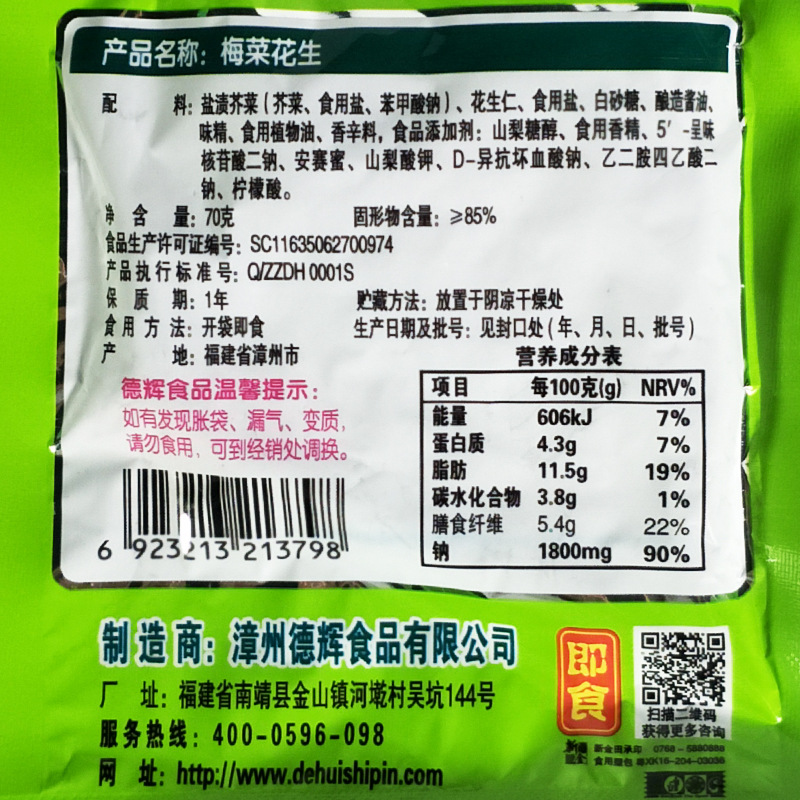 产品名称：梅菜花生
配 料：盐渍芥菜（芥菜、食用盐、苯甲酸钠）、花生仁、食用盐、白砂糖、酿造酱油、
味精、食用植物油、香辛料，食品添加剂：山梨糖醇、食用香精、5′-呈味
核苷酸二钠、安赛蜜、山梨酸钾、D-异抗坏血酸钠、乙二胺四乙酸二
钠、柠檬酸。
净 含 量：70克 固形物含量：≥85%
食品生产许可证编号：SC11635062700974
产品执行标准号：Q/ZZDH 0001S
保 质 期：1年 贮藏方法：放置于阴凉干燥处
食用方法：开袋即食 生产日期及批号：见封口处（年、月、日、批号）
产 地：福建省漳州市
营养成分表
项目 每100克(g) NRV%
能量 606kJ 7%
蛋白质 4.3g 7%
脂肪 11.5g 19%
碳水化合物 3.8g 1%
膳食纤维 5.4g 22%
钠 1800mg 90%
德辉食品温馨提示：
如有发现胀袋、漏气、变质，
请勿食用，可到经销处调换。
6 923213 213798
制造商：漳州德辉食品有限公司
厂 址：福建省南靖县金山镇河墘村吴坑144号
服务热线：400-0596-098
网 址：http://www.dehuishipin.com
即食
扫描二维码
获得更多咨询
新金田承印 0768-5880888